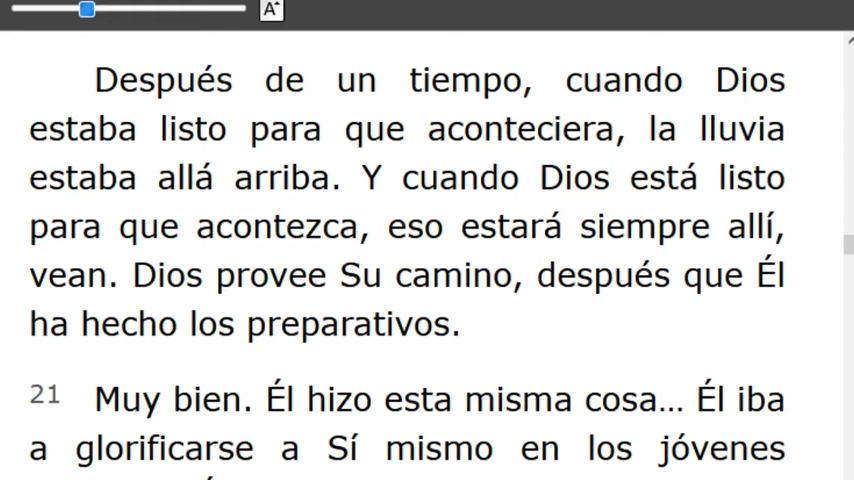 A
Después de un tiempo, cuando Dios
estaba listo para que aconteciera, la lluvia
estaba allá arriba. Y cuando Dios está listo
para que acontezca, eso estará siempre allí,
vean. Dios provee Su camino, después que Él
ha hecho los preparativos.
21 Muy bien. Él hizo esta misma cosa... Él iba
a glorificarse a Sí mismo en los jóvenes